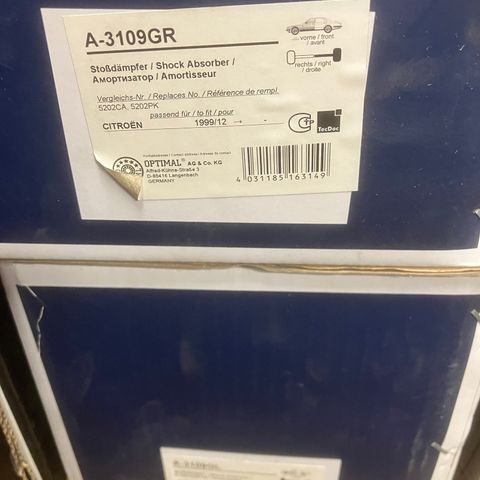 A-3109GR
vorne / front
/ avant
Stoßdämpfer / Shock Absorber /
Амортизатор / Amortisseur
rechts / right
/ droite
Vergleichs-Nr. / Replaces No. / Référence de rempl.
5202CA, 5202PK
passend für / to fit / pour
CITROËN 1999/12 → -
C TP TecDoc
OPTIMAL® AG & Co. KG
Alfred-Kühne-Straße 3
D-85416 Langenbach
GERMANY
4 031185 163149
A-3109GL